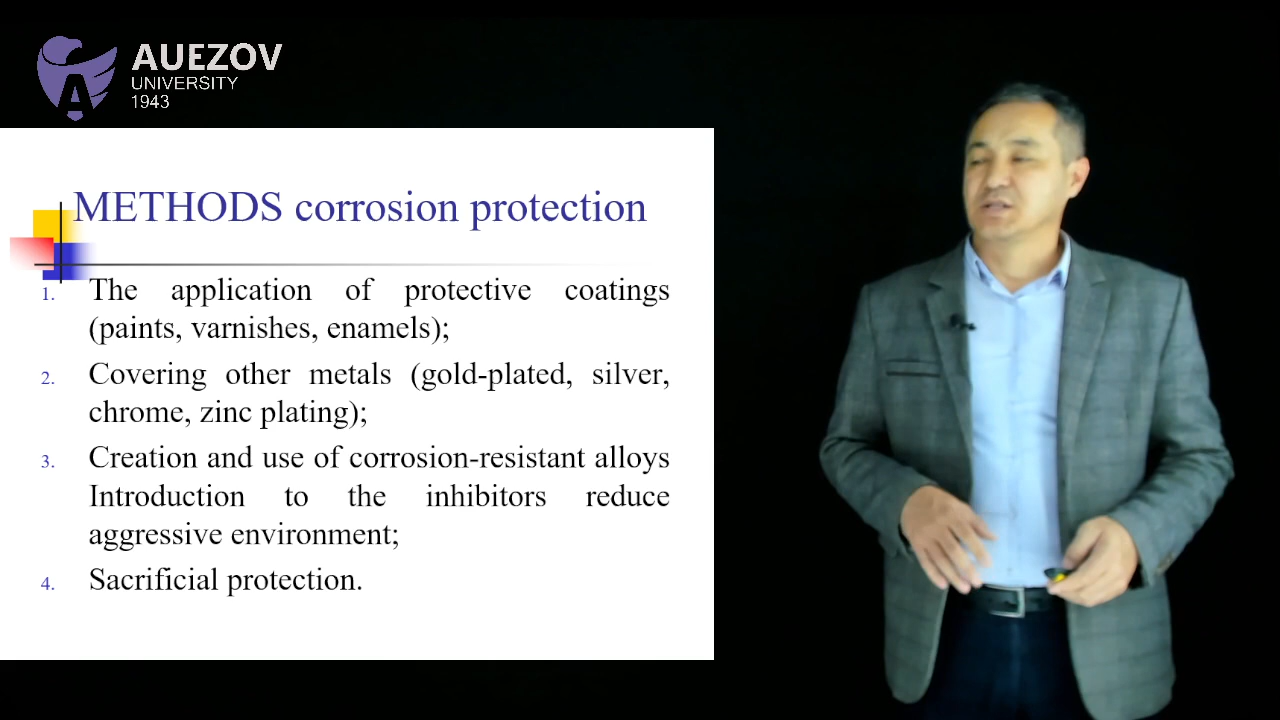 AUEZOV
UNIVERSITY
1943
METHODS corrosion protection
1. The application of protective coatings
(paints, varnishes, enamels);
2. Covering other metals (gold-plated, silver,
chrome, zinc plating);
3. Creation and use of corrosion-resistant alloys
Introduction to the inhibitors reduce
aggressive environment;
4. Sacrificial protection.